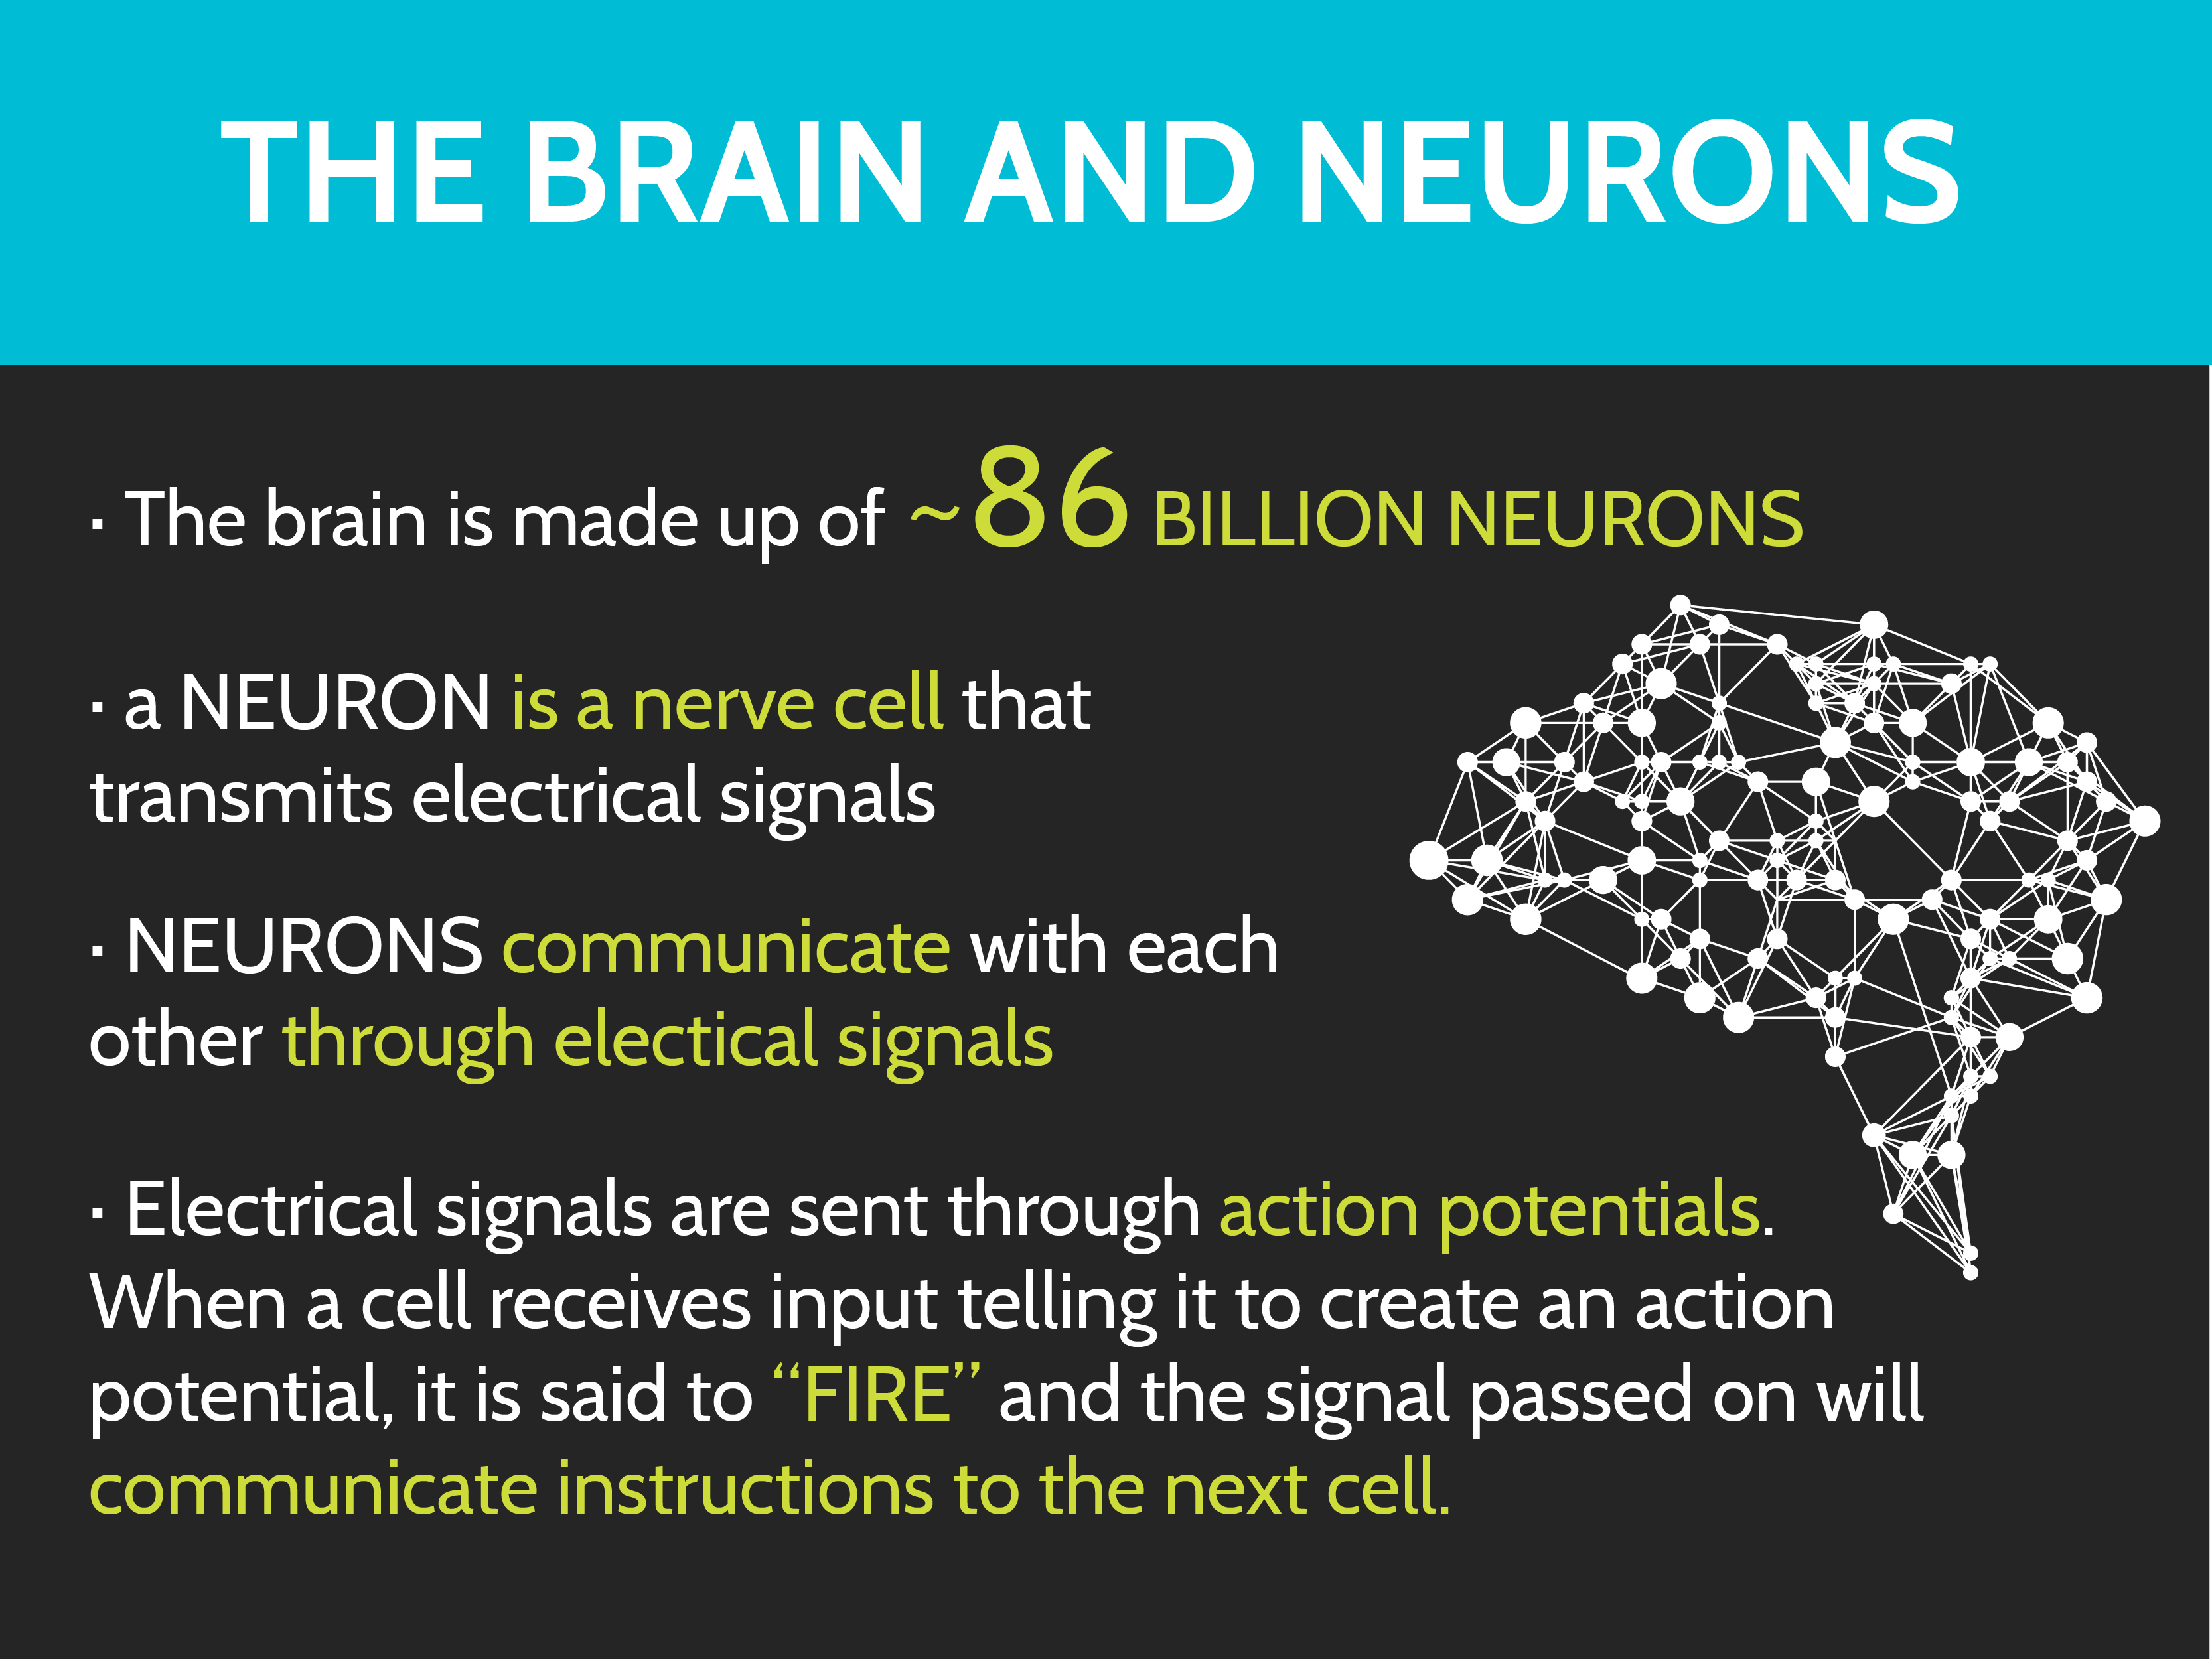 THE BRAIN AND NEURONS
· The brain is made up of ~86 BILLION NEURONS
· a NEURON is a nerve cell that
transmits electrical signals
· NEURONS communicate with each
other through electical signals
· Electrical signals are sent through action potentials.
When a cell receives input telling it to create an action
potential, it is said to “FIRE” and the signal passed on will
communicate instructions to the next cell.